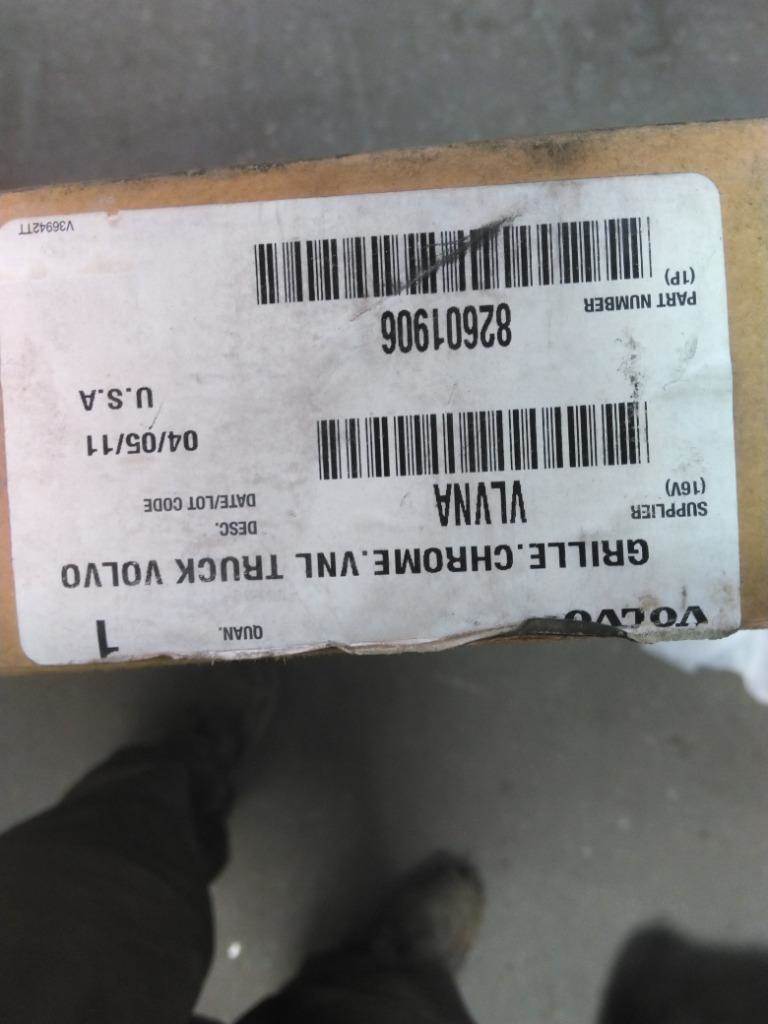 VOLVO
QUAN. 1
GRILLE.CHROME.VNL TRUCK VOLVO
SUPPLIER
(16V)
VLVNA
DESC.
DATE/LOT CODE
04/05/11
U.S.A
PART NUMBER
(1P)
82601906
V36942TT